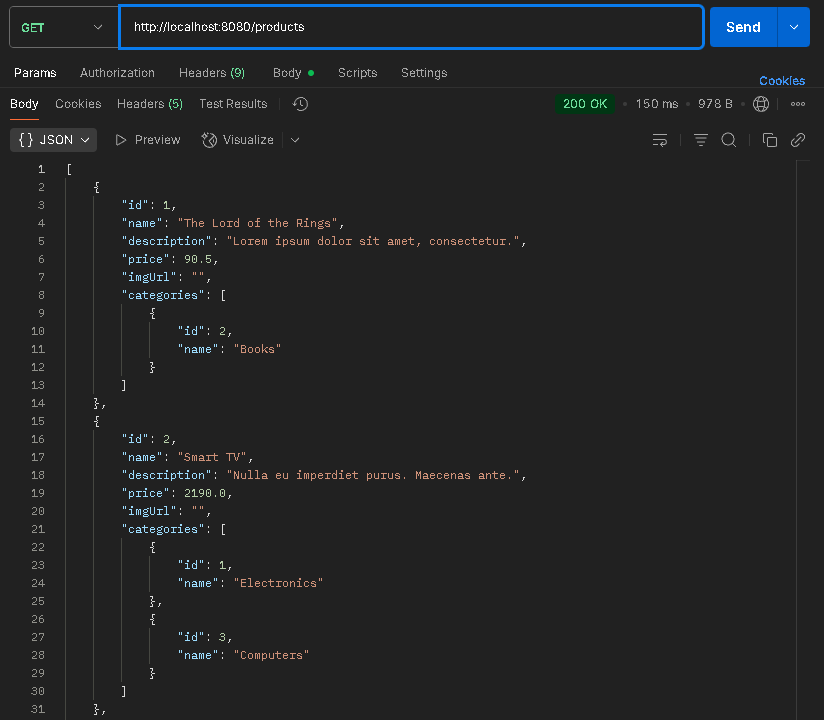 GET http://localhost:8080/products Send
Params Authorization Headers (9) Body Scripts Settings
Cookies
Body Cookies Headers (5) Test Results 200 OK 150 ms 978 B
{} JSON Preview Visualize
1 [
2 {
3 "id": 1,
4 "name": "The Lord of the Rings",
5 "description": "Lorem ipsum dolor sit amet, consectetur.",
6 "price": 90.5,
7 "imgUrl": "",
8 "categories": [
9 {
10 "id": 2,
11 "name": "Books"
12 }
13 ]
14 },
15 {
16 "id": 2,
17 "name": "Smart TV",
18 "description": "Nulla eu imperdiet purus. Maecenas ante.",
19 "price": 2190.0,
20 "imgUrl": "",
21 "categories": [
22 {
23 "id": 1,
24 "name": "Electronics"
25 },
26 {
27 "id": 3,
28 "name": "Computers"
29 }
30 ]
31 },